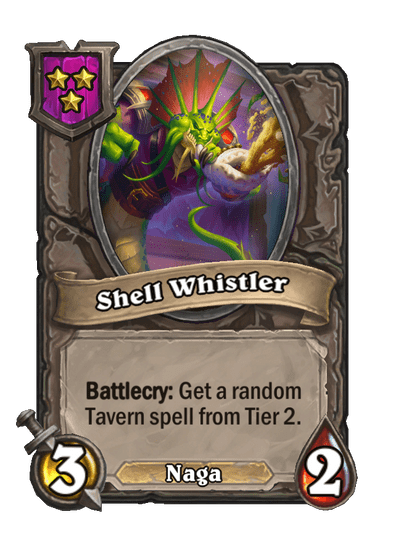 Shell Whistler
Battlecry: Get a random
Tavern spell from Tier 2.
3
Naga
2